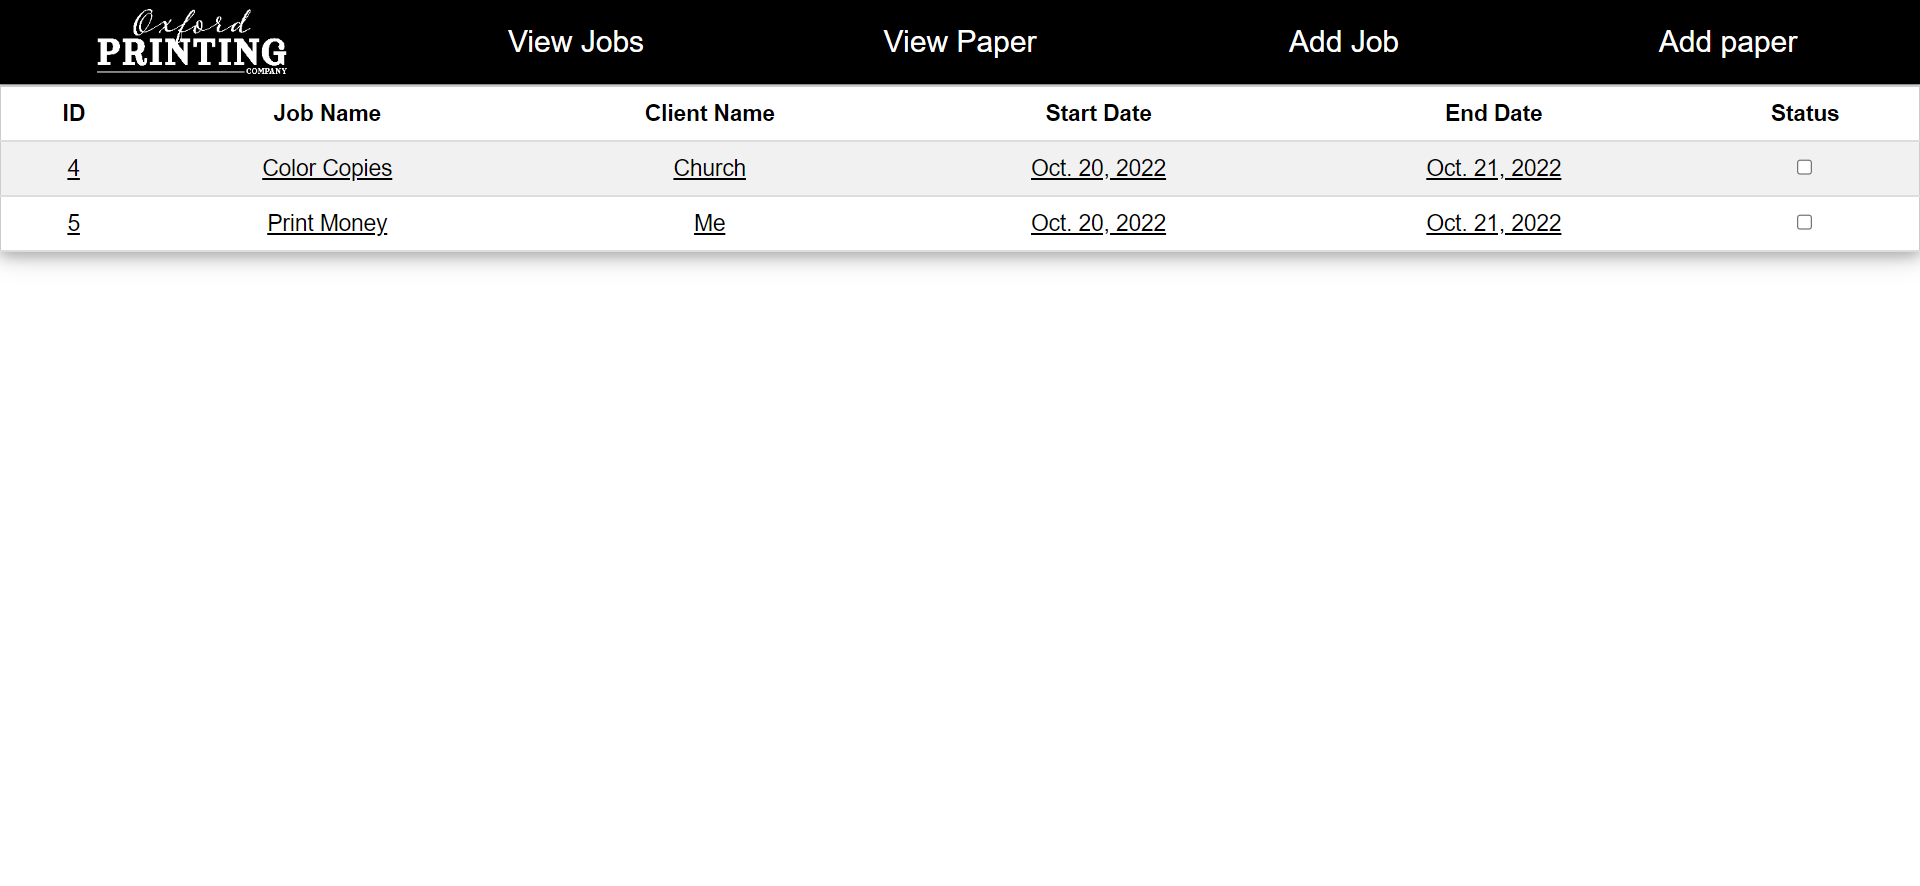 Oxford
PRINTING
COMPANY
View Jobs View Paper Add Job Add paper
ID Job Name Client Name Start Date End Date Status
4 Color Copies Church Oct. 20, 2022 Oct. 21, 2022
5 Print Money Me Oct. 20, 2022 Oct. 21, 2022